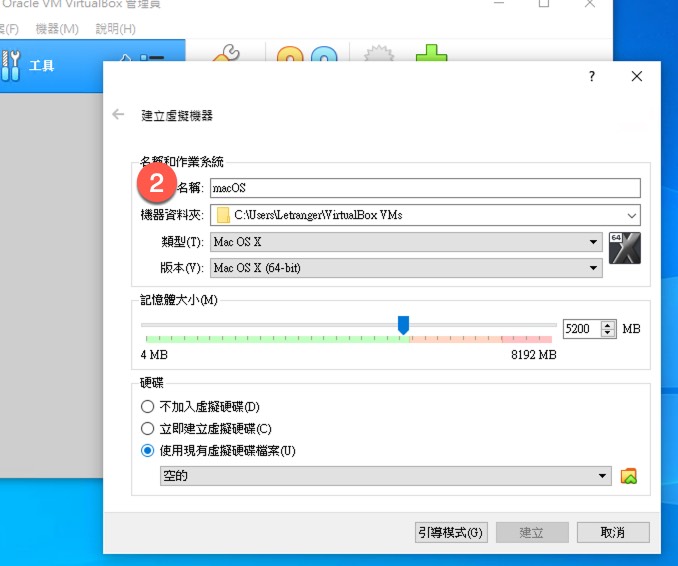 Oracle VM VirtualBox 管理員
(F) 機器(M) 說明(H)
工具
?
建立虛擬機器
名稱和作業系統
2
名稱: macOS
機器資料夾: C:\Users\Letranger\VirtualBox VMs
類型(T): Mac OS X
64
版本(V): Mac OS X (64-bit)
記憶體大小(M)
5200 MB
4 MB 8192 MB
硬碟
不加入虛擬硬碟(D)
立即建立虛擬硬碟(C)
使用現有虛擬硬碟檔案(U)
空的
引導模式(G) 建立 取消